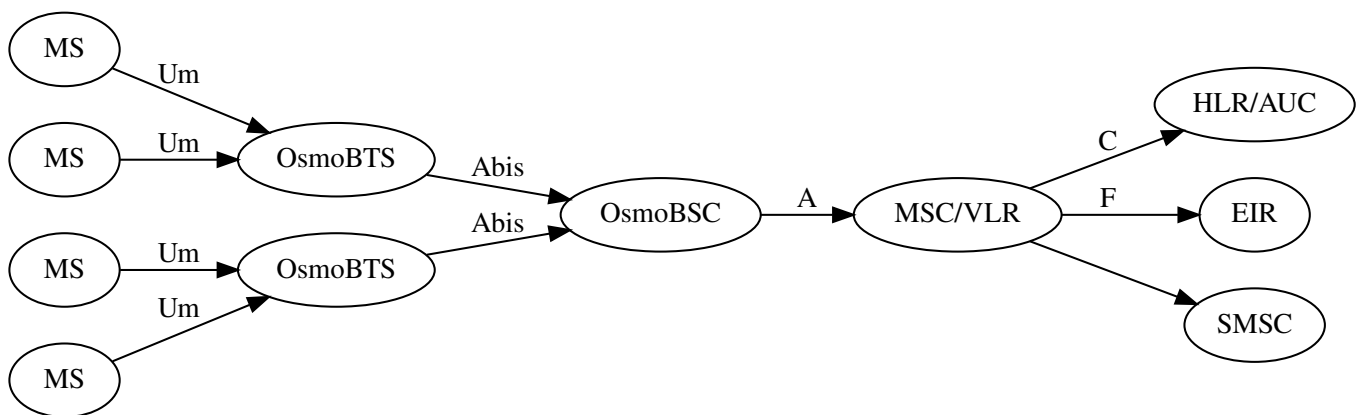 MS
Um
MS
Um
OsmoBTS
Abis
MS
Um
OsmoBTS
Abis
MS
Um
OsmoBSC
A
MSC/VLR
C
HLR/AUC
F
EIR
SMSC